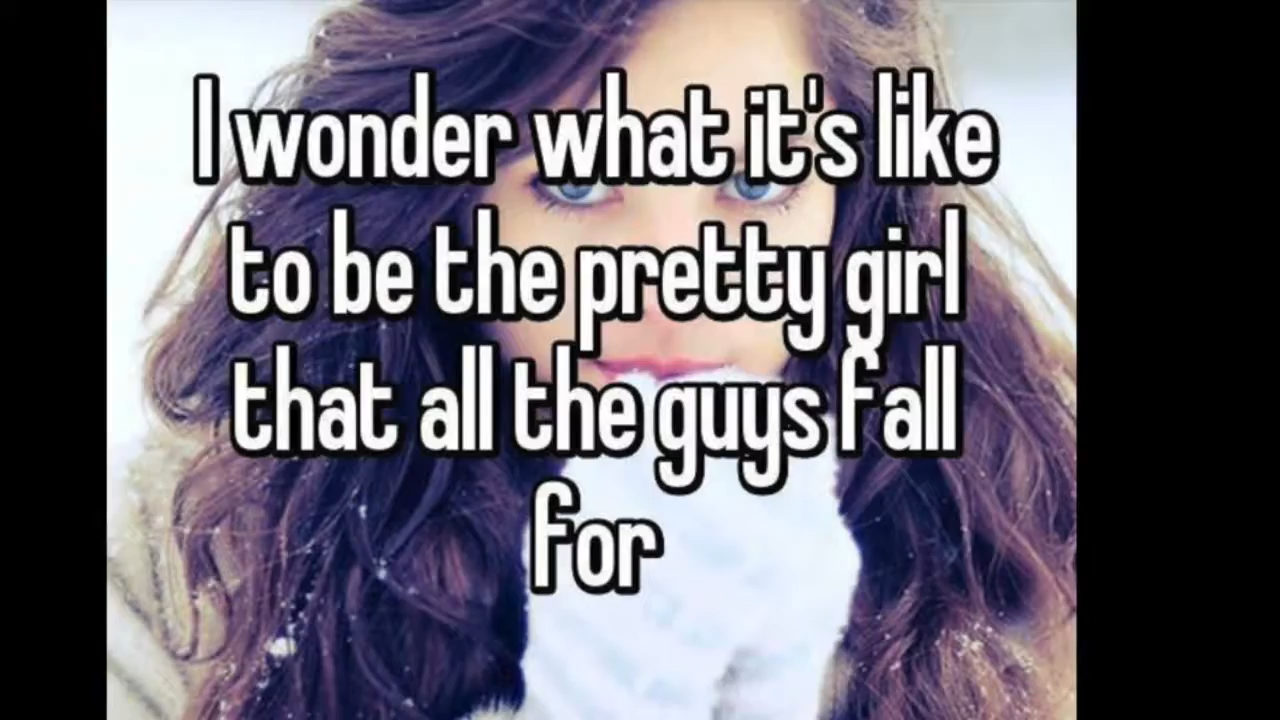 I wonder what it's like
to be the pretty girl
that all the guys fall
for